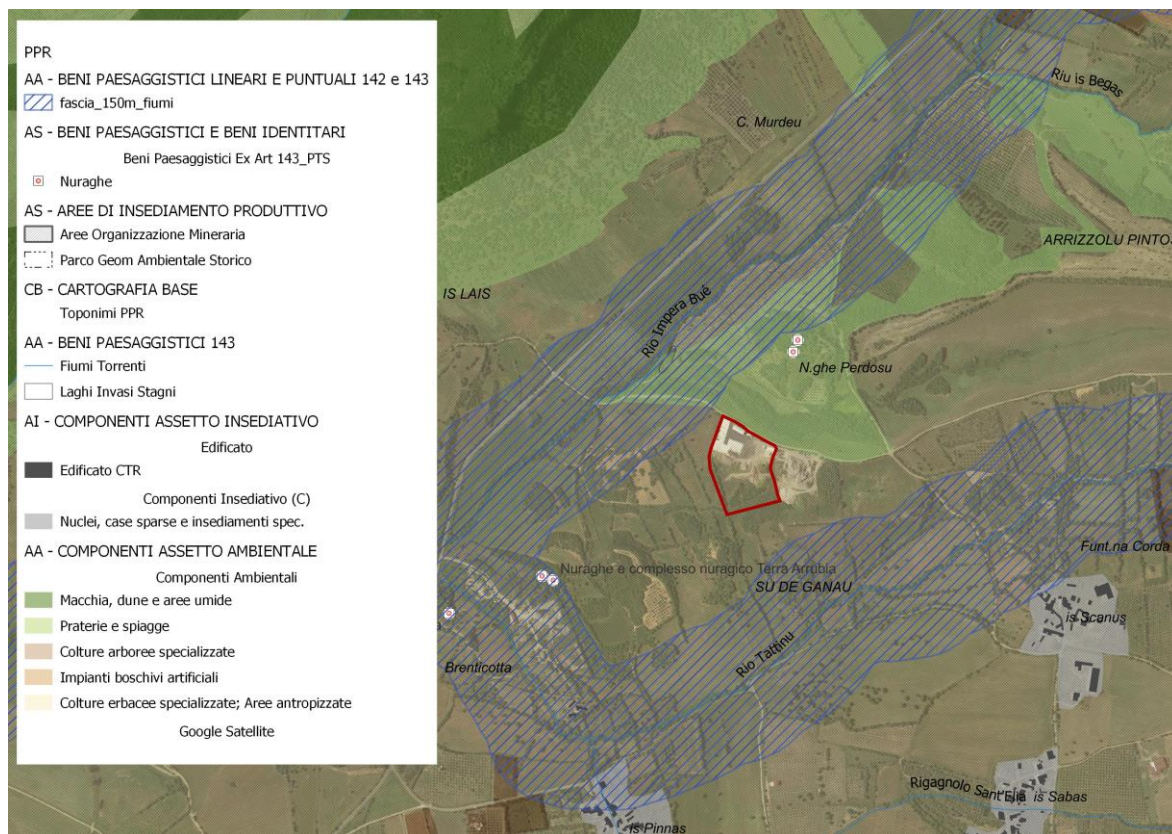 PPR
AA - BENI PAESAGGISTICI LINEARI E PUNTUALI 142 e 143
fascia_150m_fiumi
AS - BENI PAESAGGISTICI E BENI IDENTITARI
Beni Paesaggistici Ex Art 143_PTS
Nuraghe
AS - AREE DI INSEDIAMENTO PRODUTTIVO
Aree Organizzazione Mineraria
Parco Geom Ambientale Storico
CB - CARTOGRAFIA BASE
Toponimi PPR
AA - BENI PAESAGGISTICI 143
Fiumi Torrenti
Laghi Invasi Stagni
AI - COMPONENTI ASSETTO INSEDIATIVO
Edificato
Edificato CTR
Componenti Insediativo (C)
Nuclei, case sparse e insediamenti spec.
AA - COMPONENTI ASSETTO AMBIENTALE
Componenti Ambientali
Macchia, dune e aree umide
Praterie e spiagge
Colture arboree specializzate
Impianti boschivi artificiali
Colture erbacee specializzate; Aree antropizzate
Google Satellite
Riu is Begas
C. Murdeu
ARRIZZOLU PINTO
IS LAIS
Rio Impera Bué
N.ghe Perdosu
Funt.na Corda
Nuraghe e complesso nuragico Terra Arrubia
SU DE GANAU
is Scanus
Rio Tattinu
Brenticotta
Rigagnolo Sant'Elia
is Sabas
is Pinnas